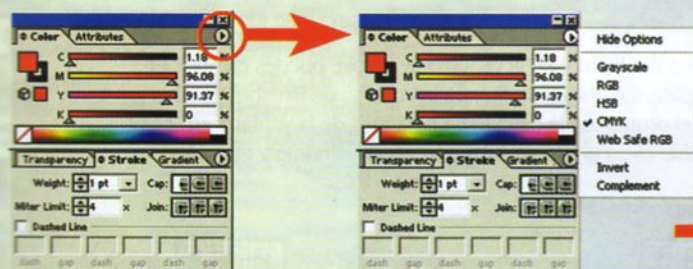 Color Attributes
C 1.18 %
M 96.08 %
Y 91.37 %
K 0 %
Transparency Stroke Gradient
Weight: 1 pt Cap:
Miter Limit: 4 x Join:
Dashed Line
dash gap dash gap dash gap
Color Attributes
C 1.18 %
M 96.08 %
Y 91.37 %
K 0 %
Transparency Stroke Gradient
Weight: 1 pt Cap:
Miter Limit: 4 x Join:
Dashed Line
dash gap dash gap dash gap
Hide Options
Grayscale
RGB
HSB
CMYK
Web Safe RGB
Invert
Complement